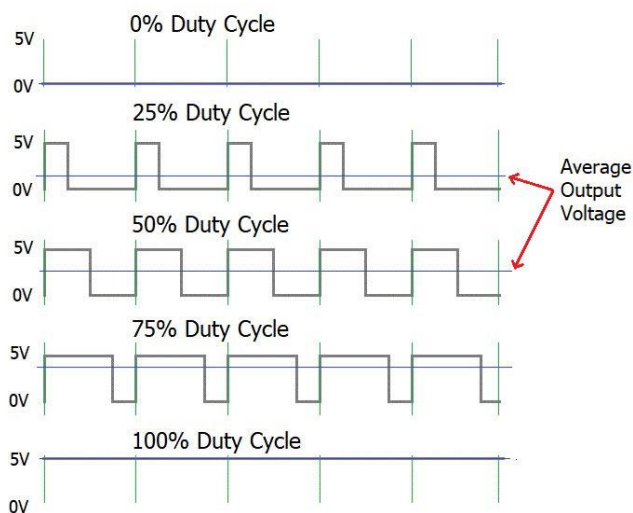 0% Duty Cycle
5V
0V
25% Duty Cycle
5V
0V
Average
Output
Voltage
50% Duty Cycle
5V
0V
75% Duty Cycle
5V
0V
100% Duty Cycle
5V
0V